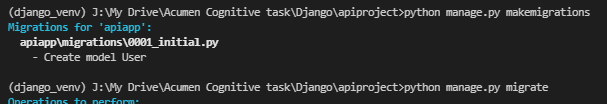 (django_venv) J:\My Drive\Acumen Cognitive task\Django\apiproject>python manage.py makemigrations
Migrations for 'apiapp':
  apiapp\migrations\0001_initial.py
    - Create model User
(django_venv) J:\My Drive\Acumen Cognitive task\Django\apiproject>python manage.py migrate
Operations to perform: